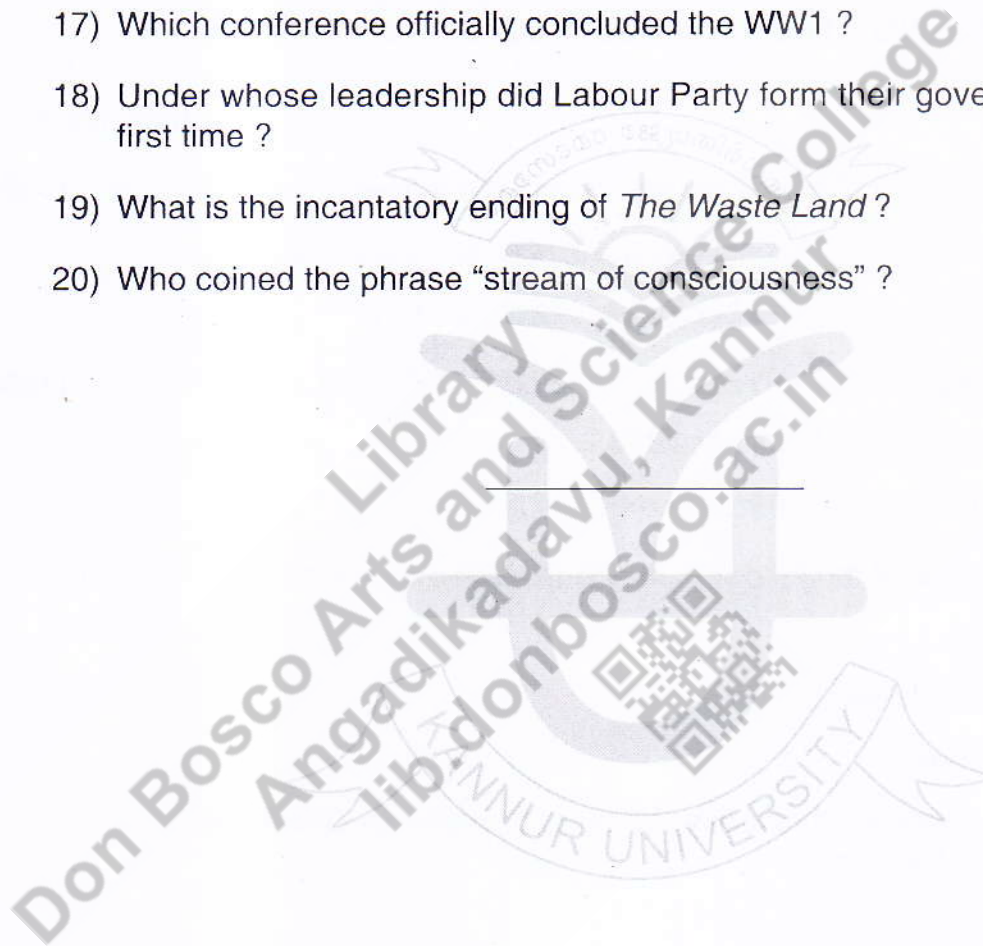 17) Which conference officially concluded the WW1 ?
18) Under whose leadership did Labour Party form their gove
first time ?
19) What is the incantatory ending of The Waste Land ?
20) Who coined the phrase “stream of consciousness” ?
Library
Don Bosco Arts and Science College
Angadikadavu, Kannur
lib.donbosco.ac.in
KANNUR UNIVERSITY